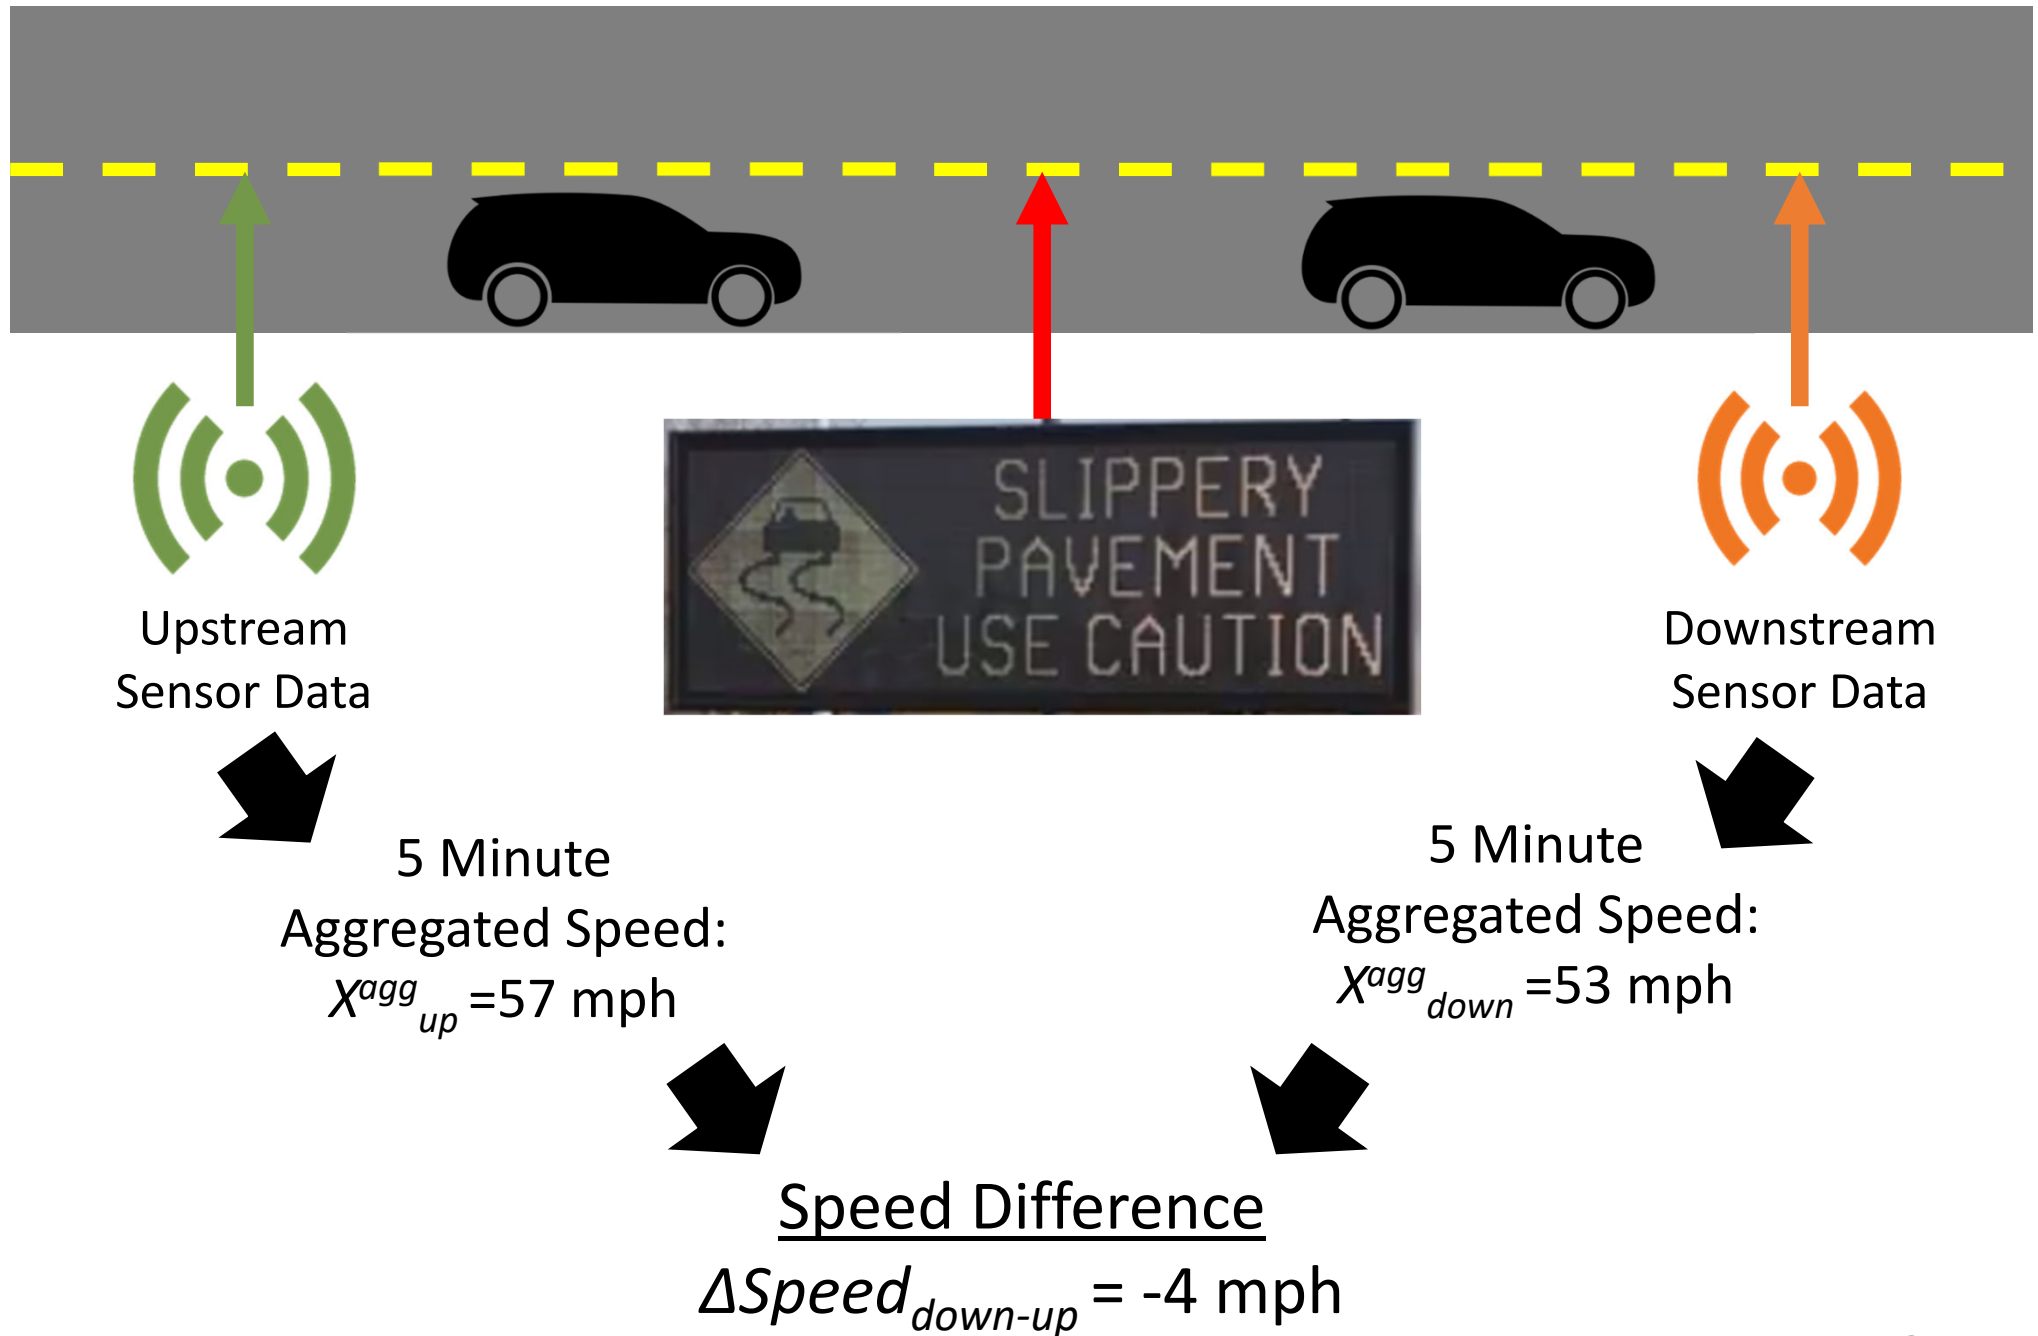 SLIPPERY
PAVEMENT
USE CAUTION
Upstream
Sensor Data
Downstream
Sensor Data
5 Minute
Aggregated Speed:
X^agg_up =57 mph
5 Minute
Aggregated Speed:
X^agg_down =53 mph
Speed Difference
ΔSpeed_down-up = -4 mph